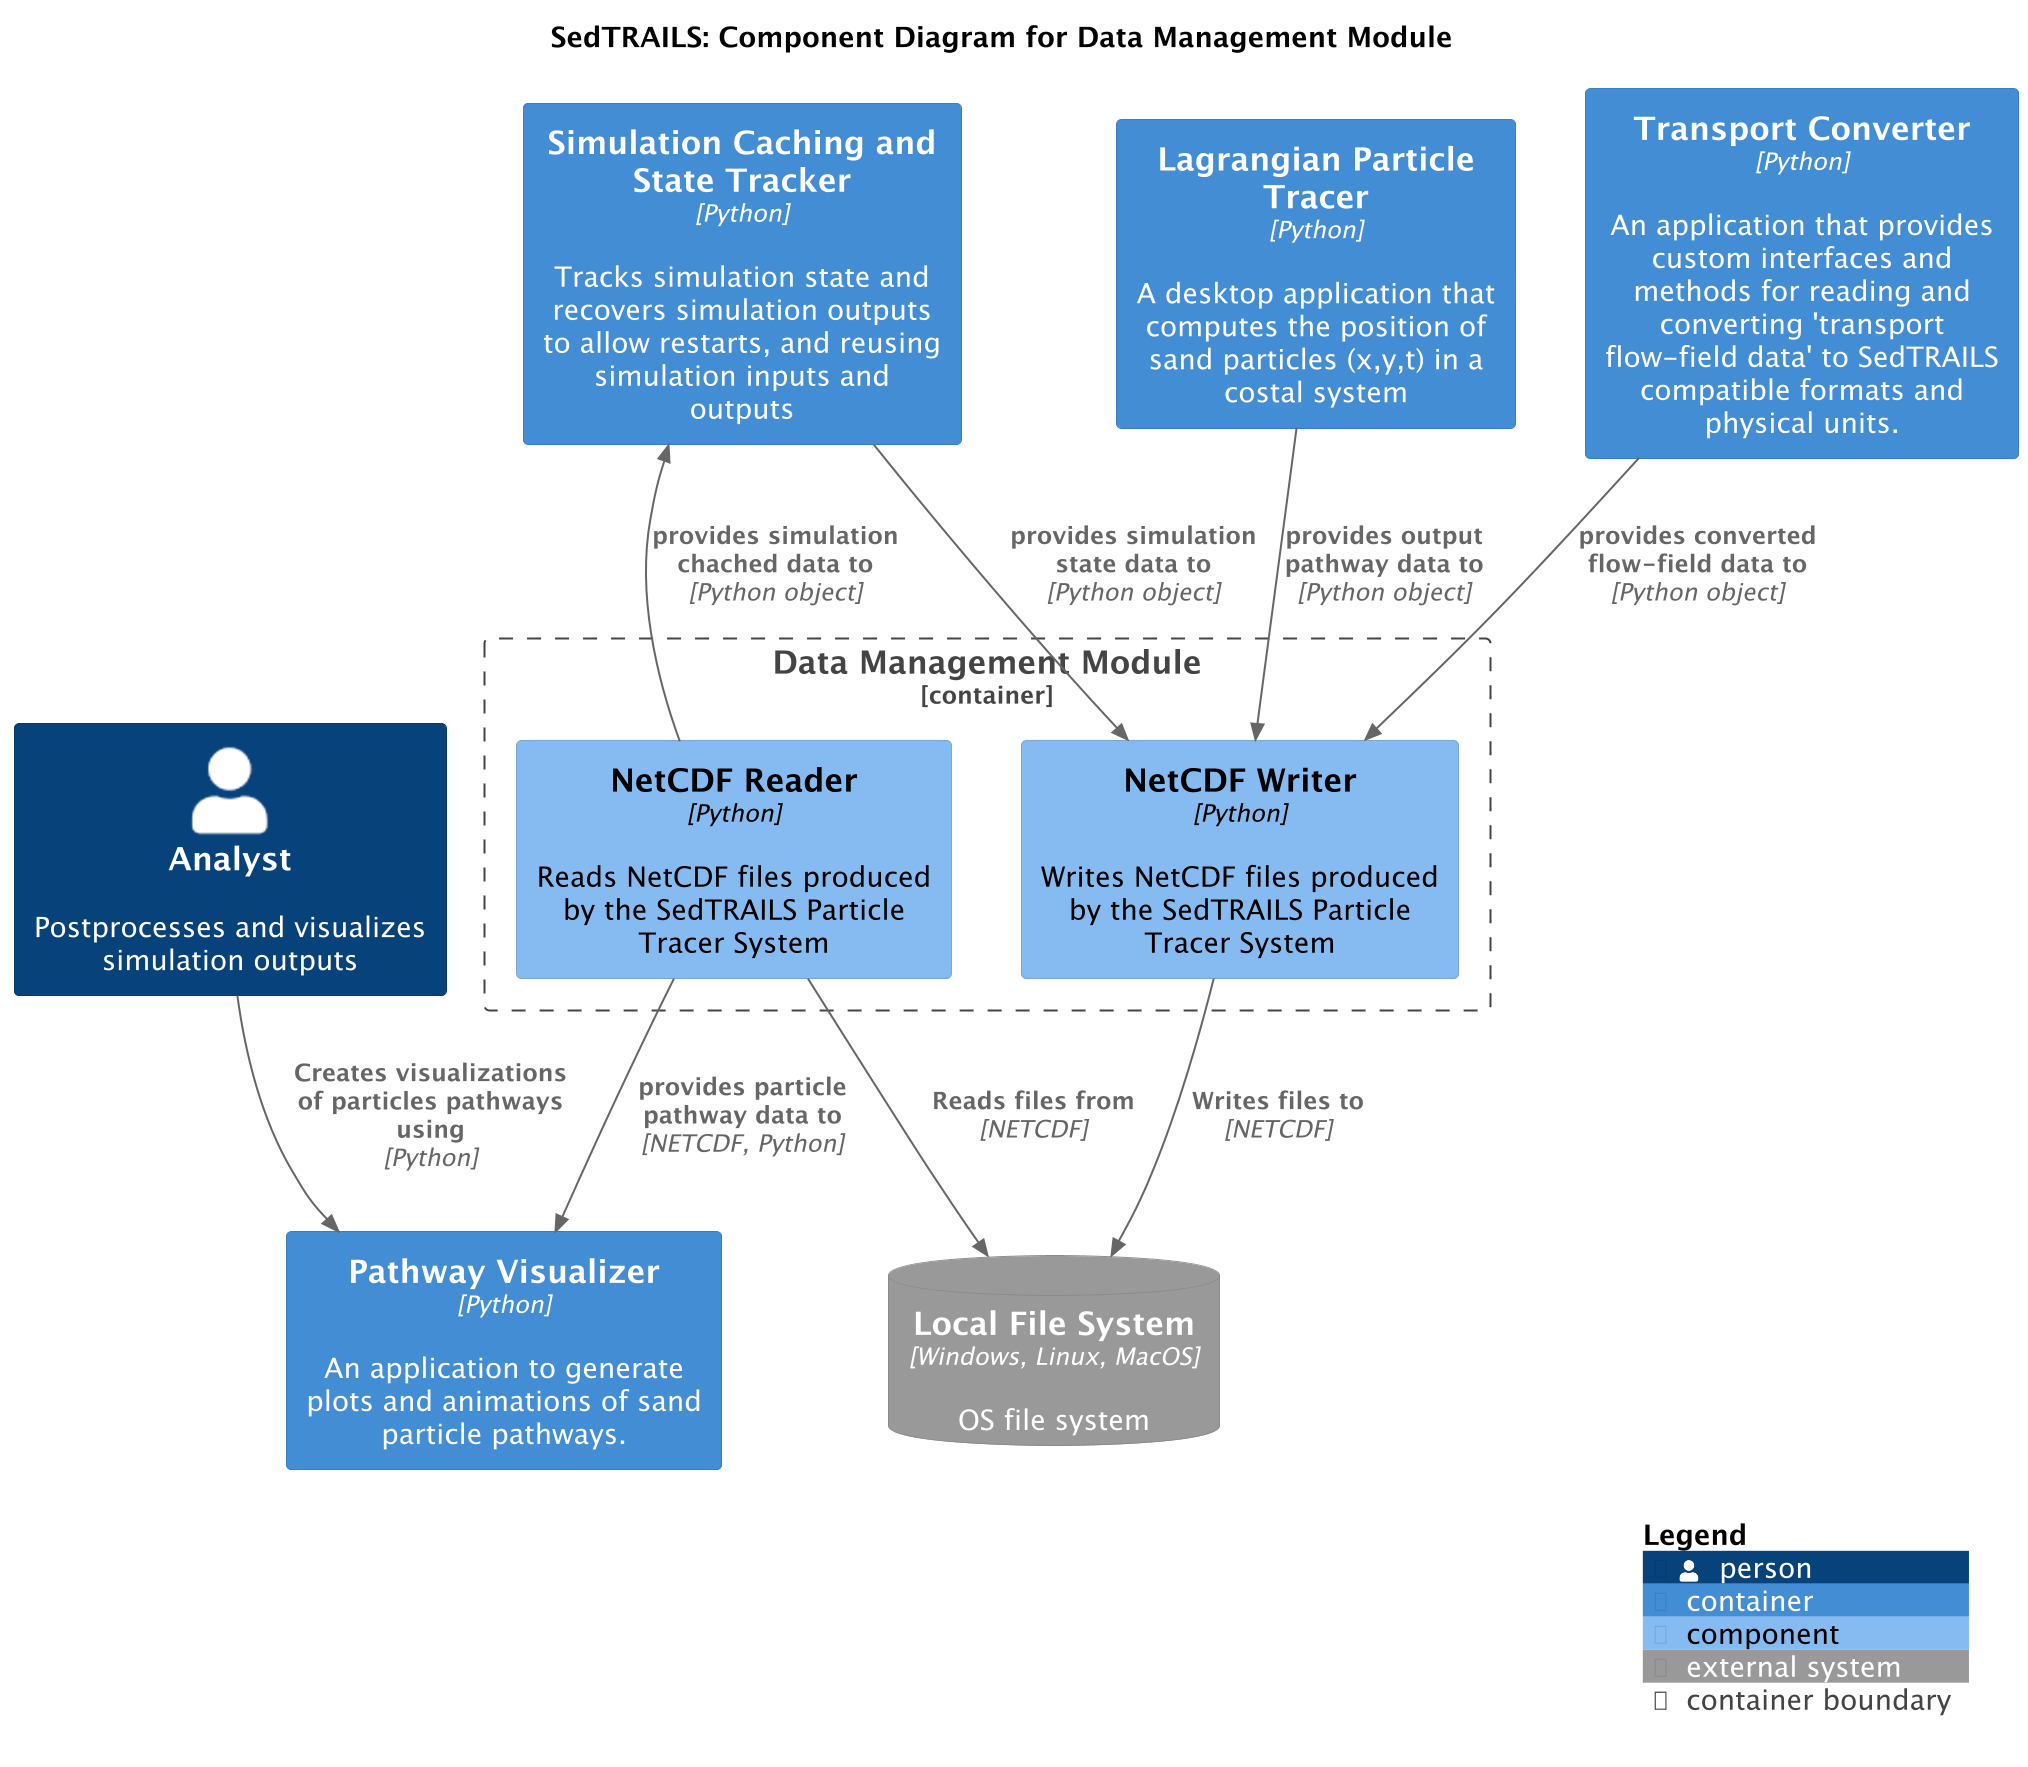 SedTRAILS: Component Diagram for Data Management Module
Simulation Caching and
State Tracker
[Python]
Tracks simulation state and
recovers simulation outputs
to allow restarts, and reusing
simulation inputs and
outputs
Lagrangian Particle
Tracer
[Python]
A desktop application that
computes the position of
sand particles (x,y,t) in a
costal system
Transport Converter
[Python]
An application that provides
custom interfaces and
methods for reading and
converting 'transport
flow-field data' to SedTRAILS
compatible formats and
physical units.
provides simulation
chached data to
[Python object]
provides simulation
state data to
[Python object]
provides output
pathway data to
[Python object]
provides converted
flow-field data to
[Python object]
Data Management Module
[container]
Analyst
Postprocesses and visualizes
simulation outputs
NetCDF Reader
[Python]
Reads NetCDF files produced
by the SedTRAILS Particle
Tracer System
NetCDF Writer
[Python]
Writes NetCDF files produced
by the SedTRAILS Particle
Tracer System
Creates visualizations
of particles pathways
using
[Python]
provides particle
pathway data to
[NETCDF, Python]
Reads files from
[NETCDF]
Writes files to
[NETCDF]
Pathway Visualizer
[Python]
An application to generate
plots and animations of sand
particle pathways.
Local File System
[Windows, Linux, MacOS]
OS file system
Legend
person
container
component
external system
container boundary